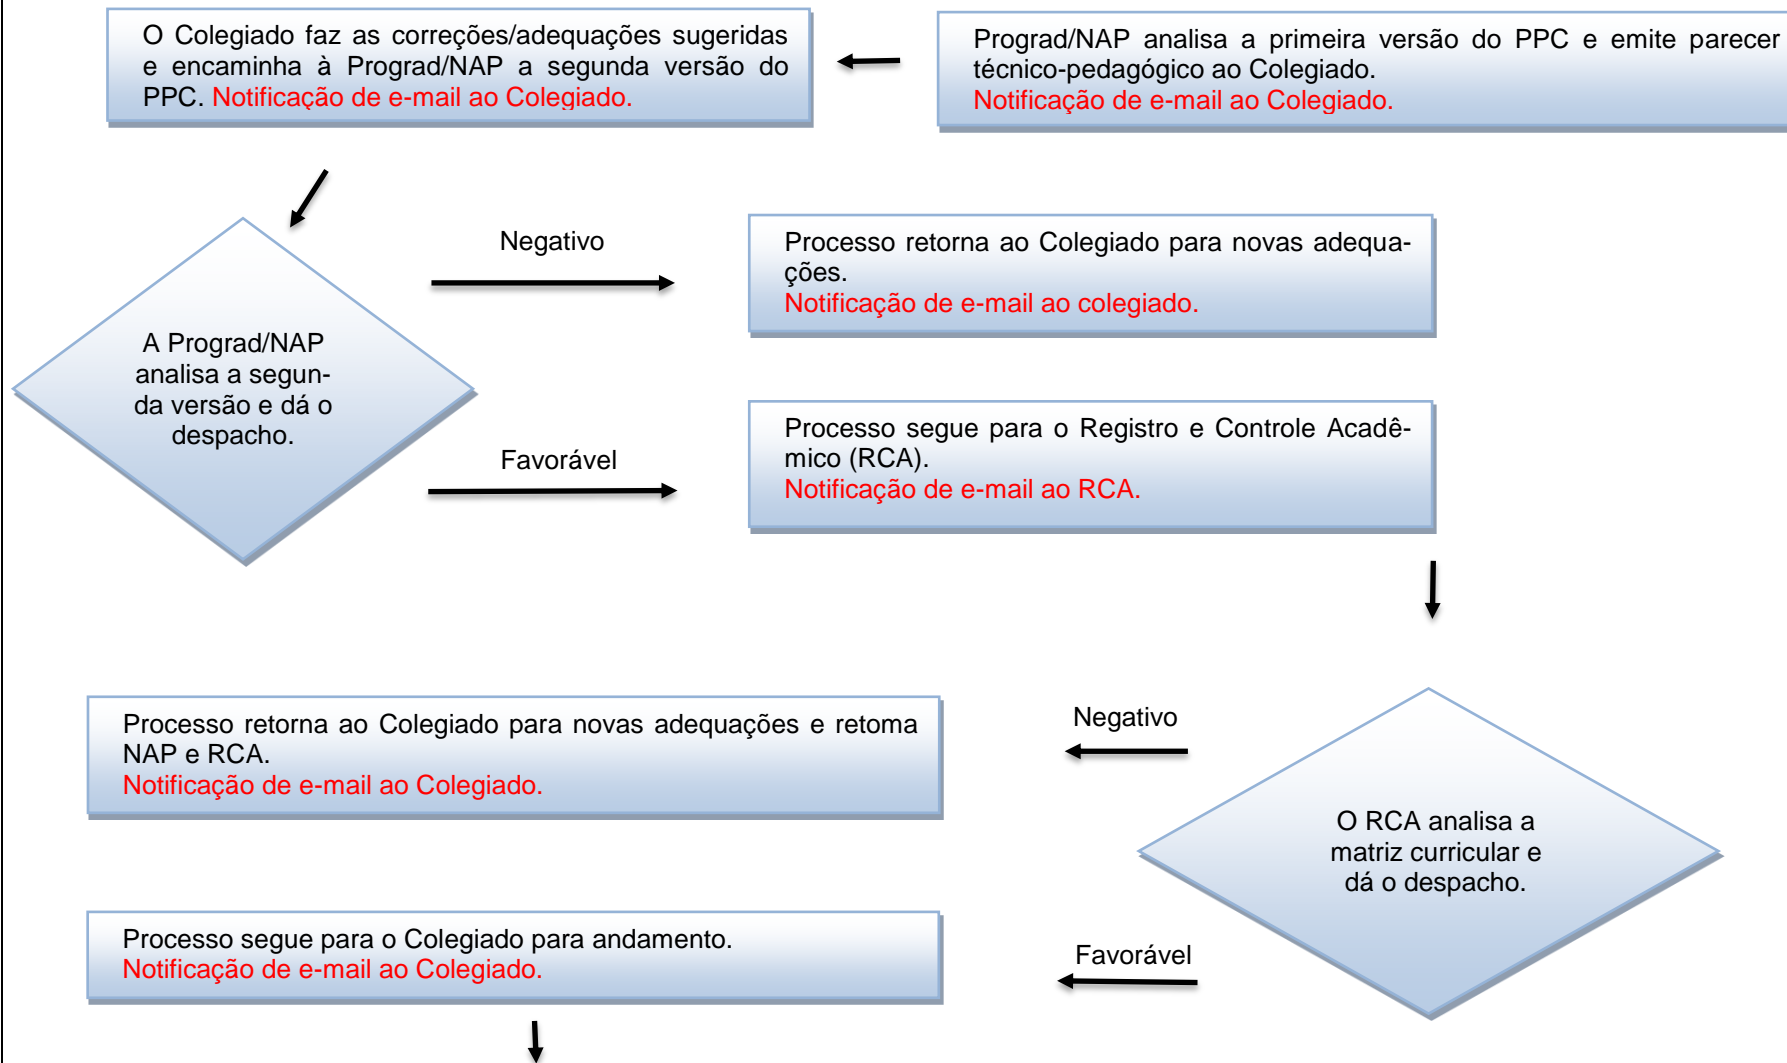 O Colegiado faz as correções/adequações sugeridas
e encaminha à Prograd/NAP a segunda versão do
PPC. Notificação de e-mail ao Colegiado.
Prograd/NAP analisa a primeira versão do PPC e emite parecer
técnico-pedagógico ao Colegiado.
Notificação de e-mail ao Colegiado.
A Prograd/NAP
analisa a segun-
da versão e dá o
despacho.
Negativo
Processo retorna ao Colegiado para novas adequa-
ções.
Notificação de e-mail ao colegiado.
Favorável
Processo segue para o Registro e Controle Acadê-
mico (RCA).
Notificação de e-mail ao RCA.
O RCA analisa a
matriz curricular e
dá o despacho.
Negativo
Processo retorna ao Colegiado para novas adequações e retoma
NAP e RCA.
Notificação de e-mail ao Colegiado.
Favorável
Processo segue para o Colegiado para andamento.
Notificação de e-mail ao Colegiado.